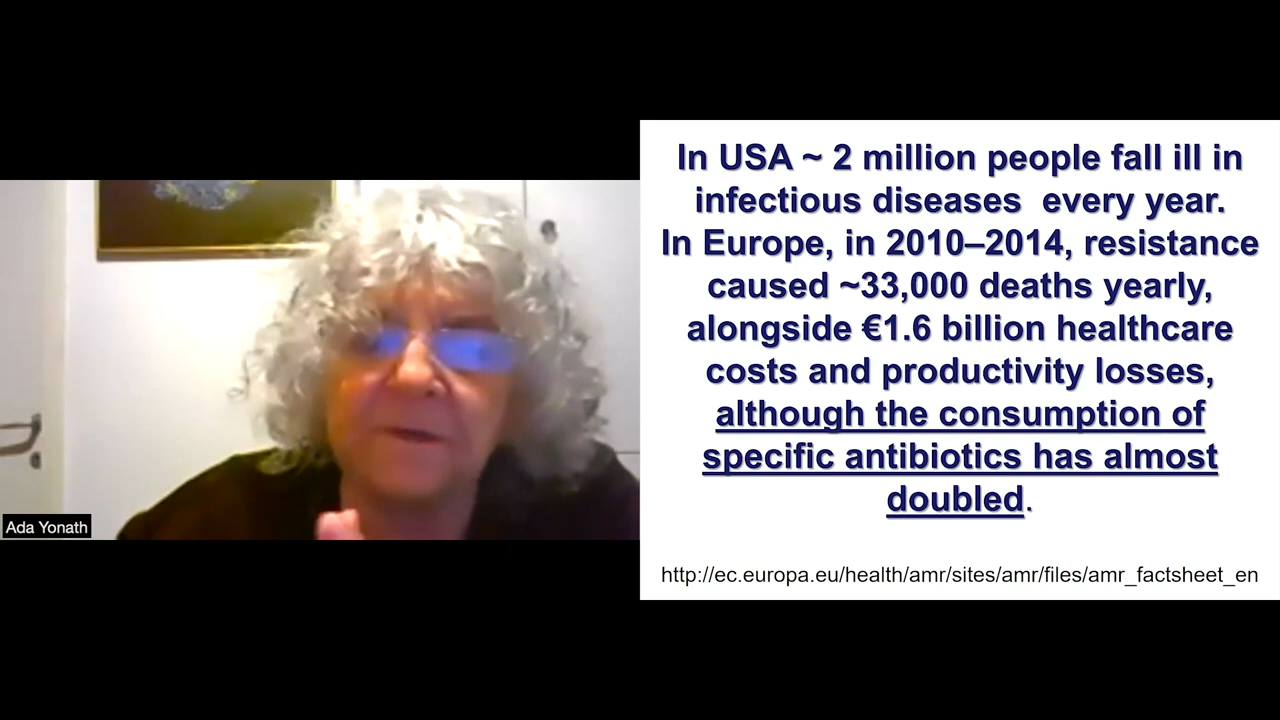 Ada Yonath
In USA ~ 2 million people fall ill in
infectious diseases  every year.
In Europe, in 2010–2014, resistance
caused ~33,000 deaths yearly,
alongside €1.6 billion healthcare
costs and productivity losses,
although the consumption of
specific antibiotics has almost
doubled.
http://ec.europa.eu/health/amr/sites/amr/files/amr_factsheet_en